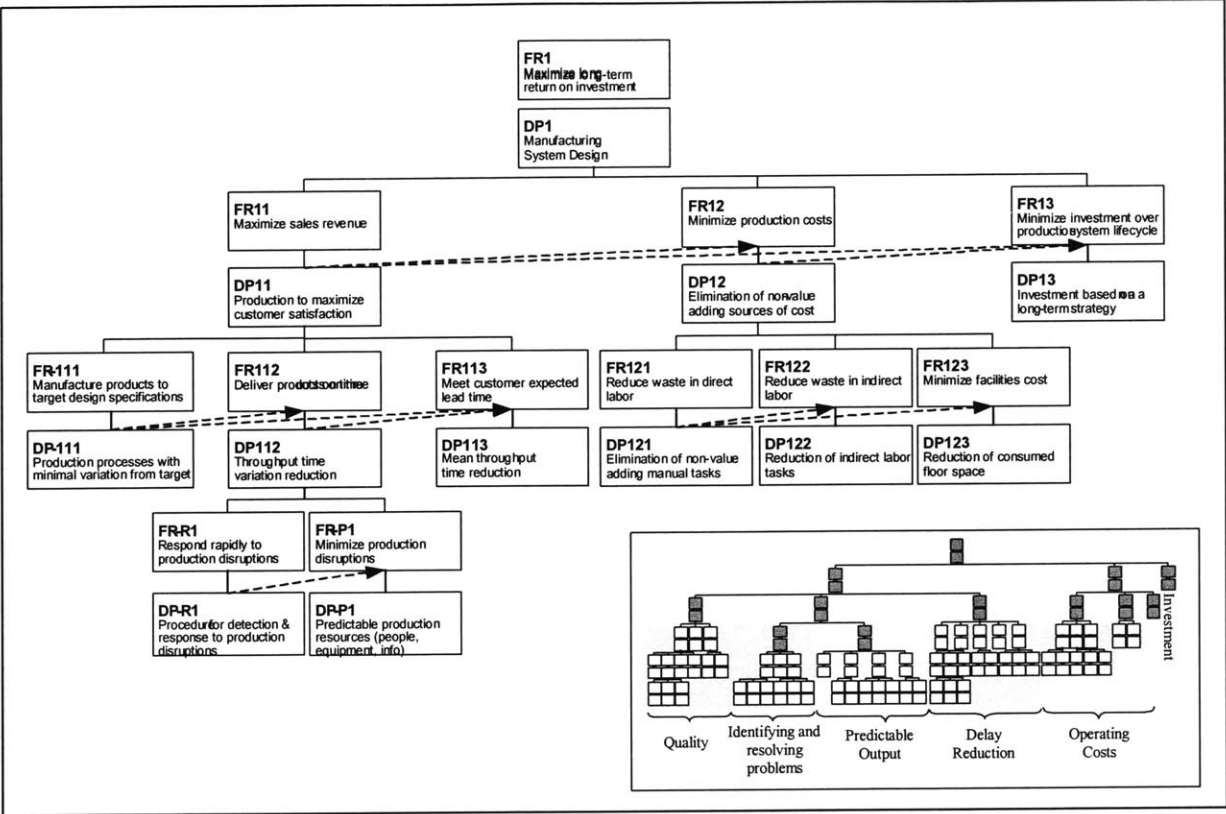 FR1
Maximize long-term
return on investment
DP1
Manufacturing
System Design
FR11
Maximize sales revenue
FR12
Minimize production costs
FR13
Minimize investment over
production system lifecycle
DP11
Production to maximize
customer satisfaction
DP12
Elimination of non-value
adding sources of cost
DP13
Investment based on a
long-term strategy
FR-111
Manufacture products to
target design specifications
FR112
Deliver products on time
FR113
Meet customer expected
lead time
FR121
Reduce waste in direct
labor
FR122
Reduce waste in indirect
labor
FR123
Minimize facilities cost
DP-111
Production processes with
minimal variation from target
DP112
Throughput time
variation reduction
DP113
Mean throughput
time reduction
DP121
Elimination of non-value
adding manual tasks
DP122
Reduction of indirect labor
tasks
DP123
Reduction of consumed
floor space
FR-R1
Respond rapidly to
production disruptions
FR-P1
Minimize production
disruptions
DP-R1
Procedure for detection &
response to production
disruptions
DP-P1
Predictable production
resources (people,
equipment, info)
Investment
Quality
Identifying and
resolving
problems
Predictable
Output
Delay
Reduction
Operating
Costs